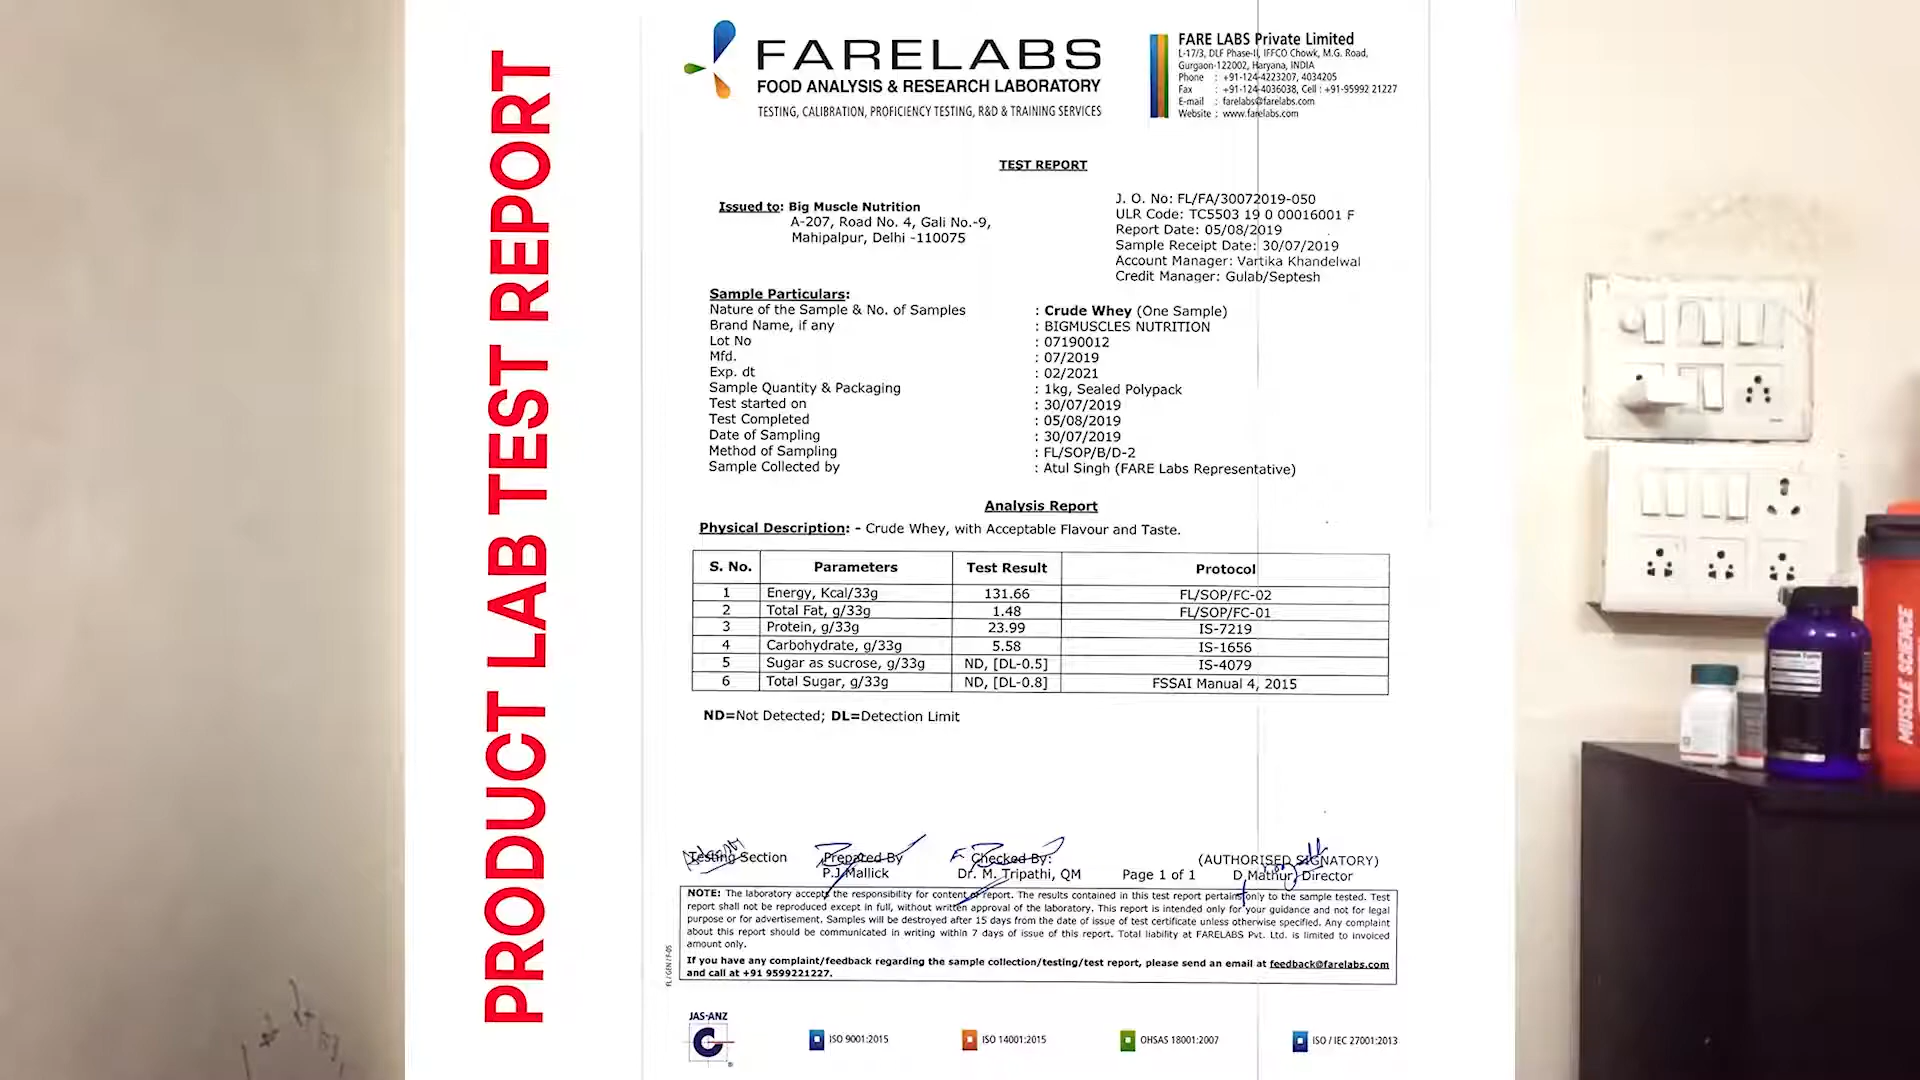 PRODUCT LAB TEST REPORT
FARELABS
FOOD ANALYSIS & RESEARCH LABORATORY
TESTING, CALIBRATION, PROFICIENCY TESTING, R&D & TRAINING SERVICES
FARE LABS Private Limited
L-17/3, DLF Phase-II, IFFCO Chowk, M.G. Road,
Gurgaon-122002, Haryana, INDIA
Phone : +91-124-4223207, 4034205
Fax : +91-124-4036038, Cell : +91-95992 21227
E-mail : farelabs@farelabs.com
Website : www.farelabs.com
TEST REPORT
Issued to: Big Muscle Nutrition
A-207, Road No. 4, Gali No.-9,
Mahipalpur, Delhi -110075
J. O. No: FL/FA/30072019-050
ULR Code: TC5503 19 0 00016001 F
Report Date: 05/08/2019
Sample Receipt Date: 30/07/2019
Account Manager: Vartika Khandelwal
Credit Manager: Gulab/Septesh
Sample Particulars:
Nature of the Sample & No. of Samples : Crude Whey (One Sample)
Brand Name, if any : BIGMUSCLES NUTRITION
Lot No : 07190012
Mfd. : 07/2019
Exp. dt : 02/2021
Sample Quantity & Packaging : 1kg, Sealed Polypack
Test started on : 30/07/2019
Test Completed : 05/08/2019
Date of Sampling : 30/07/2019
Method of Sampling : FL/SOP/B/D-2
Sample Collected by : Atul Singh (FARE Labs Representative)
Analysis Report
Physical Description: - Crude Whey, with Acceptable Flavour and Taste.
S. No. Parameters Test Result Protocol
1 Energy, Kcal/33g 131.66 FL/SOP/FC-02
2 Total Fat, g/33g 1.48 FL/SOP/FC-01
3 Protein, g/33g 23.99 IS-7219
4 Carbohydrate, g/33g 5.58 IS-1656
5 Sugar as sucrose, g/33g ND, [DL-0.5] IS-4079
6 Total Sugar, g/33g ND, [DL-0.8] FSSAI Manual 4, 2015
ND=Not Detected; DL=Detection Limit
Testing Section Prepared By Checked By: (AUTHORISED SIGNATORY)
P.J Mallick Dr. M. Tripathi, QM Page 1 of 1 D Mathur, Director
NOTE: The laboratory accepts the responsibility for content of report. The results contained in this test report pertains only to the sample tested. Test
report shall not be reproduced except in full, without written approval of the laboratory. This report is intended only for your guidance and not for legal
purpose or for advertisement. Samples will be destroyed after 15 days from the date of issue of test certificate unless otherwise specified. Any complaint
about this report should be communicated in writing within 7 days of issue of this report. Total liability at FARELABS Pvt. Ltd. is limited to invoiced
amount only.
If you have any complaint/feedback regarding the sample collection/testing/test report, please send an email at feedback@farelabs.com
and call at +91 9599221227.
JAS-ANZ
ISO 9001:2015
ISO 14001:2015
OHSAS 18001:2007
ISO / IEC 27001:2013
MUSCLE SCIENCE